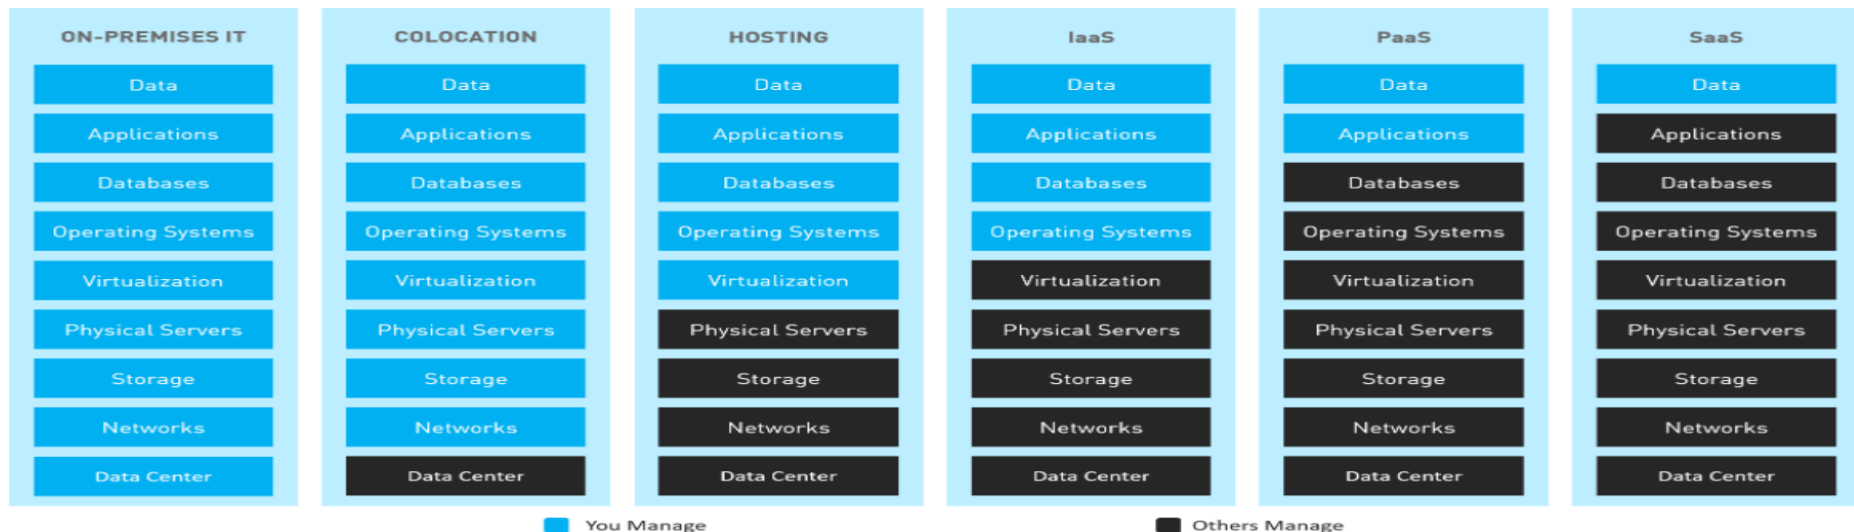 ON-PREMISES IT COLOCATION HOSTING IaaS PaaS SaaS
Data Data Data Data Data Data
Applications Applications Applications Applications Applications Applications
Databases Databases Databases Databases Databases Databases
Operating Systems Operating Systems Operating Systems Operating Systems Operating Systems Operating Systems
Virtualization Virtualization Virtualization Virtualization Virtualization Virtualization
Physical Servers Physical Servers Physical Servers Physical Servers Physical Servers Physical Servers
Storage Storage Storage Storage Storage Storage
Networks Networks Networks Networks Networks Networks
Data Center Data Center Data Center Data Center Data Center Data Center
You Manage Others Manage